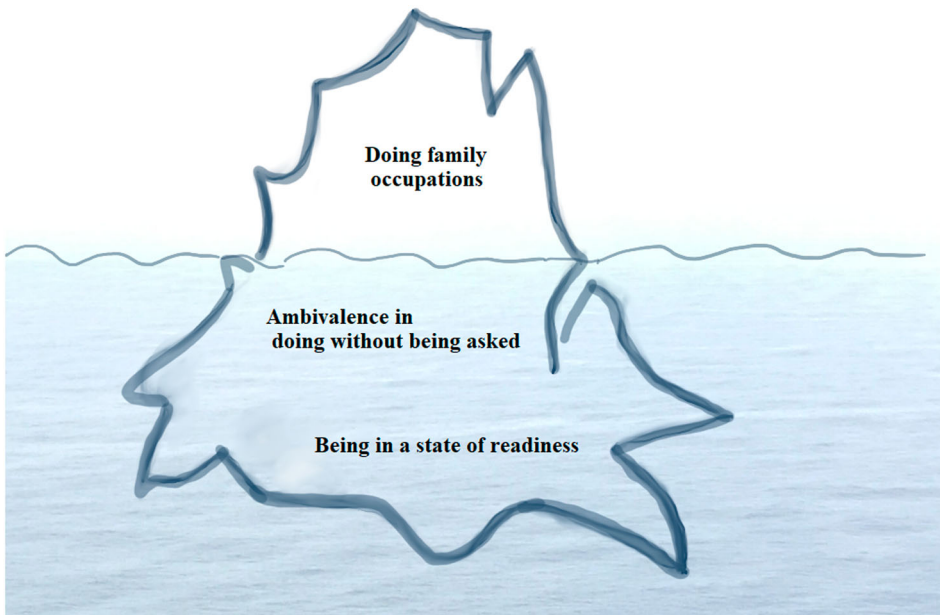 Doing family
occupations
Ambivalence in
doing without being asked
Being in a state of readiness